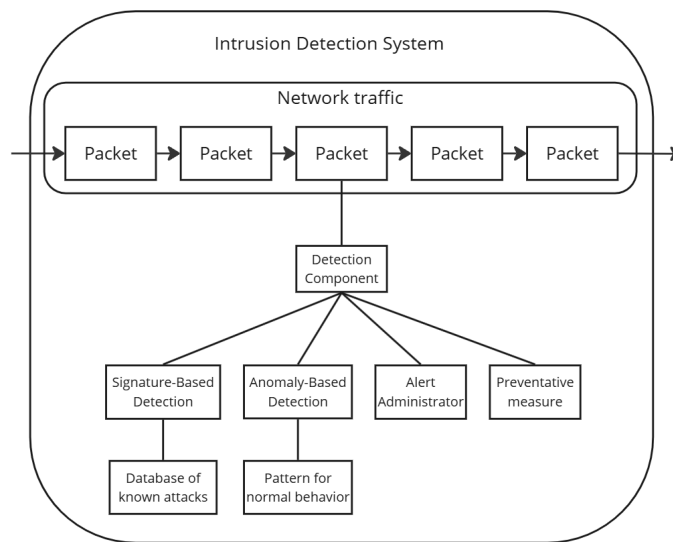 Intrusion Detection System
Network traffic
Packet
Packet
Packet
Packet
Packet
Detection
Component
Signature-Based
Detection
Anomaly-Based
Detection
Alert
Administrator
Preventative
measure
Database of
known attacks
Pattern for
normal behavior